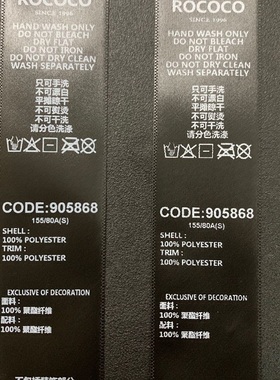 ROCOCO
SINCE 1996
HAND WASH ONLY
DO NOT BLEACH
DRY FLAT
DO NOT IRON
DO NOT DRY CLEAN
WASH SEPARATELY
只可手洗
不可漂白
平摊晾干
不可熨烫
不可干洗
请分色洗涤
CODE:905868
155/80A(S)
SHELL :
100% POLYESTER
TRIM :
100% POLYESTER
EXCLUSIVE OF DECORATION
面料：
100% 聚酯纤维
配料：
100% 聚酯纤维
不包括装饰部分
ROCOCO
SINCE 1996
HAND WASH ONLY
DO NOT BLEACH
DRY FLAT
DO NOT IRON
DO NOT DRY CLEAN
WASH SEPARATELY
只可手洗
不可漂白
平摊晾干
不可熨烫
不可干洗
请分色洗涤
CODE:905868
155/80A(S)
SHELL :
100% POLYESTER
TRIM :
100% POLYESTER
EXCLUSIVE OF DECORATION
面料：
100% 聚酯纤维
配料：
100% 聚酯纤维